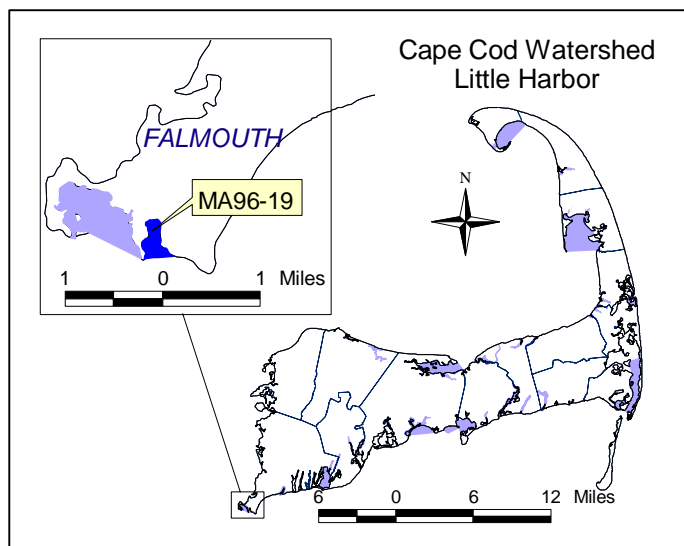 Cape Cod Watershed
Little Harbor
FALMOUTH
MA96-19
N
1 0 1 Miles
6 0 6 12 Miles